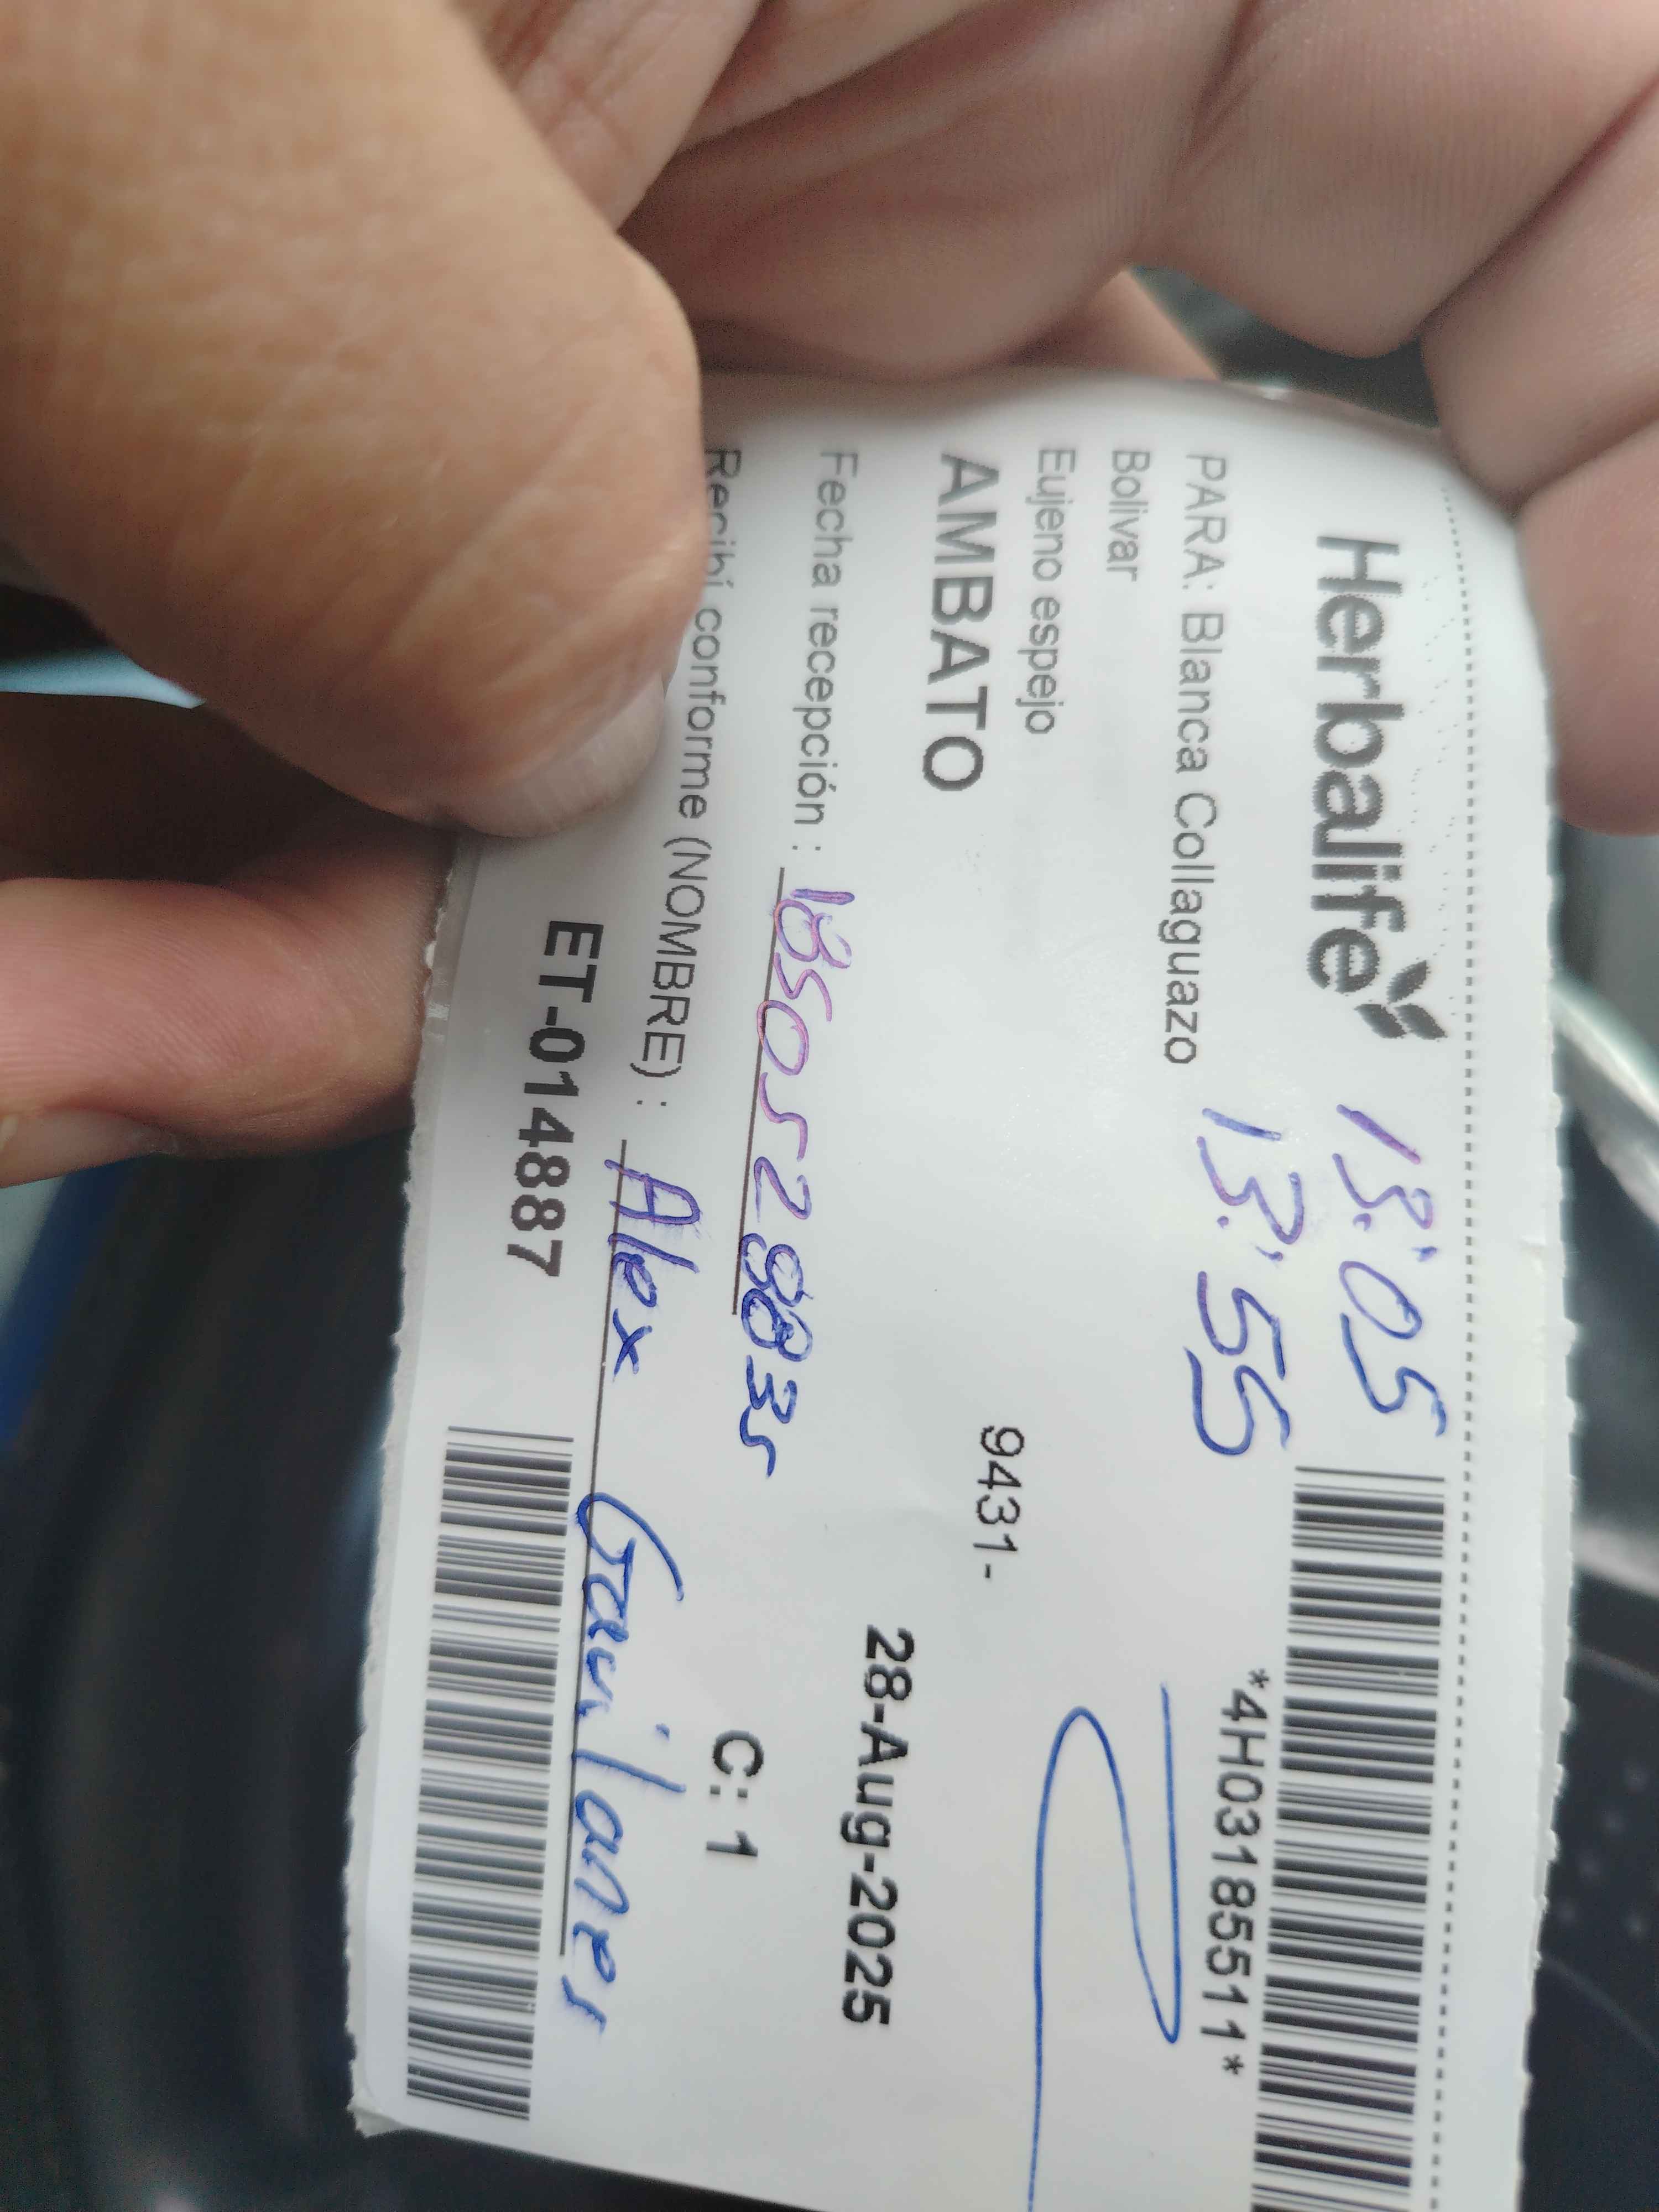 Herbalife
13:05
13:55
*4H03185511*
PARA: Blanca Collaguazo
Bolivar
Eujeno espejo
9431-
AMBATO
28-Aug-2025
Fecha recepción :
C: 1
Recibí conforme (NOMBRE) : Alex Gavilanes
ET-014887